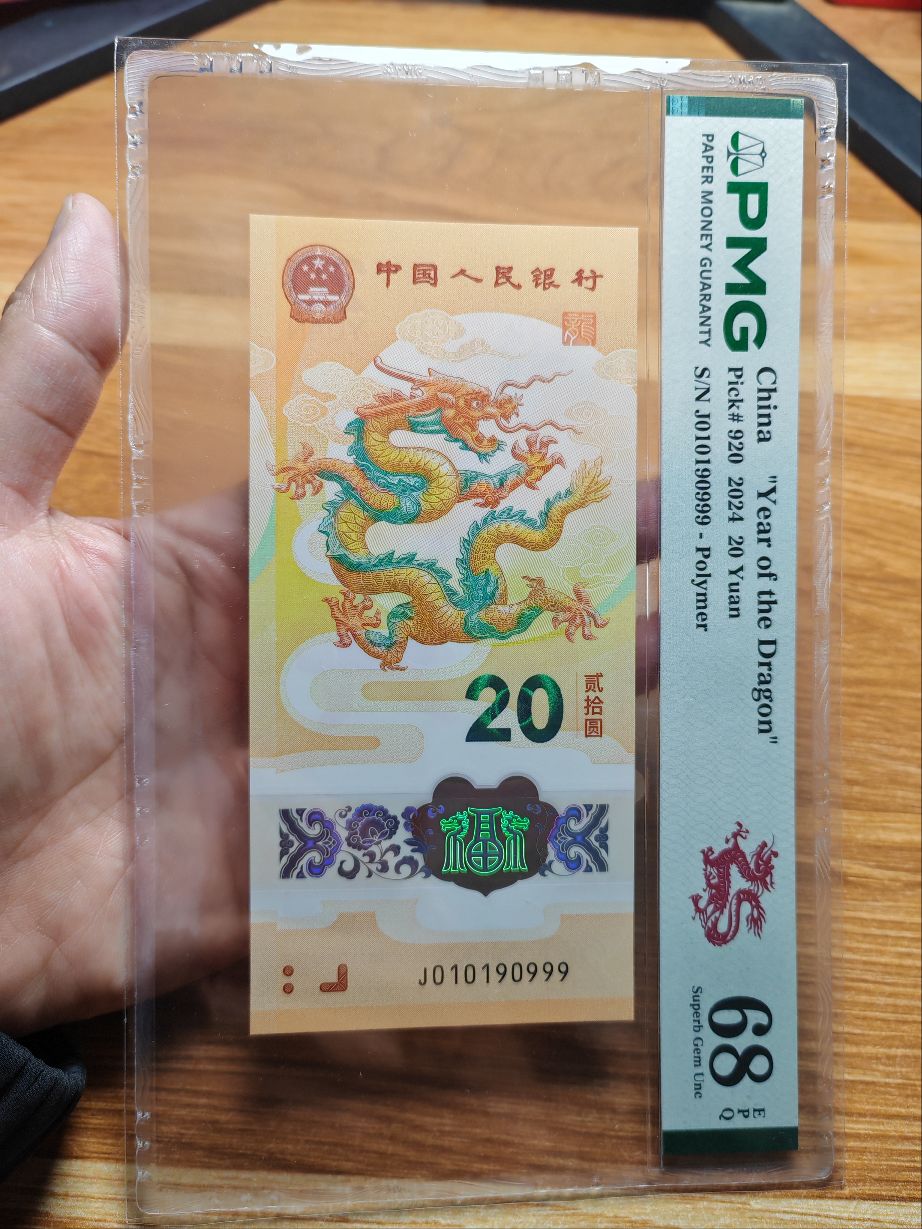 中国人民银行
龍
20
贰拾圆
J010190999
PMG
PAPER MONEY GUARANTY
China "Year of the Dragon"
Pick# 920 2024 20 Yuan
S/N J010190999 - Polymer
68
EPQ
Superb Gem Unc